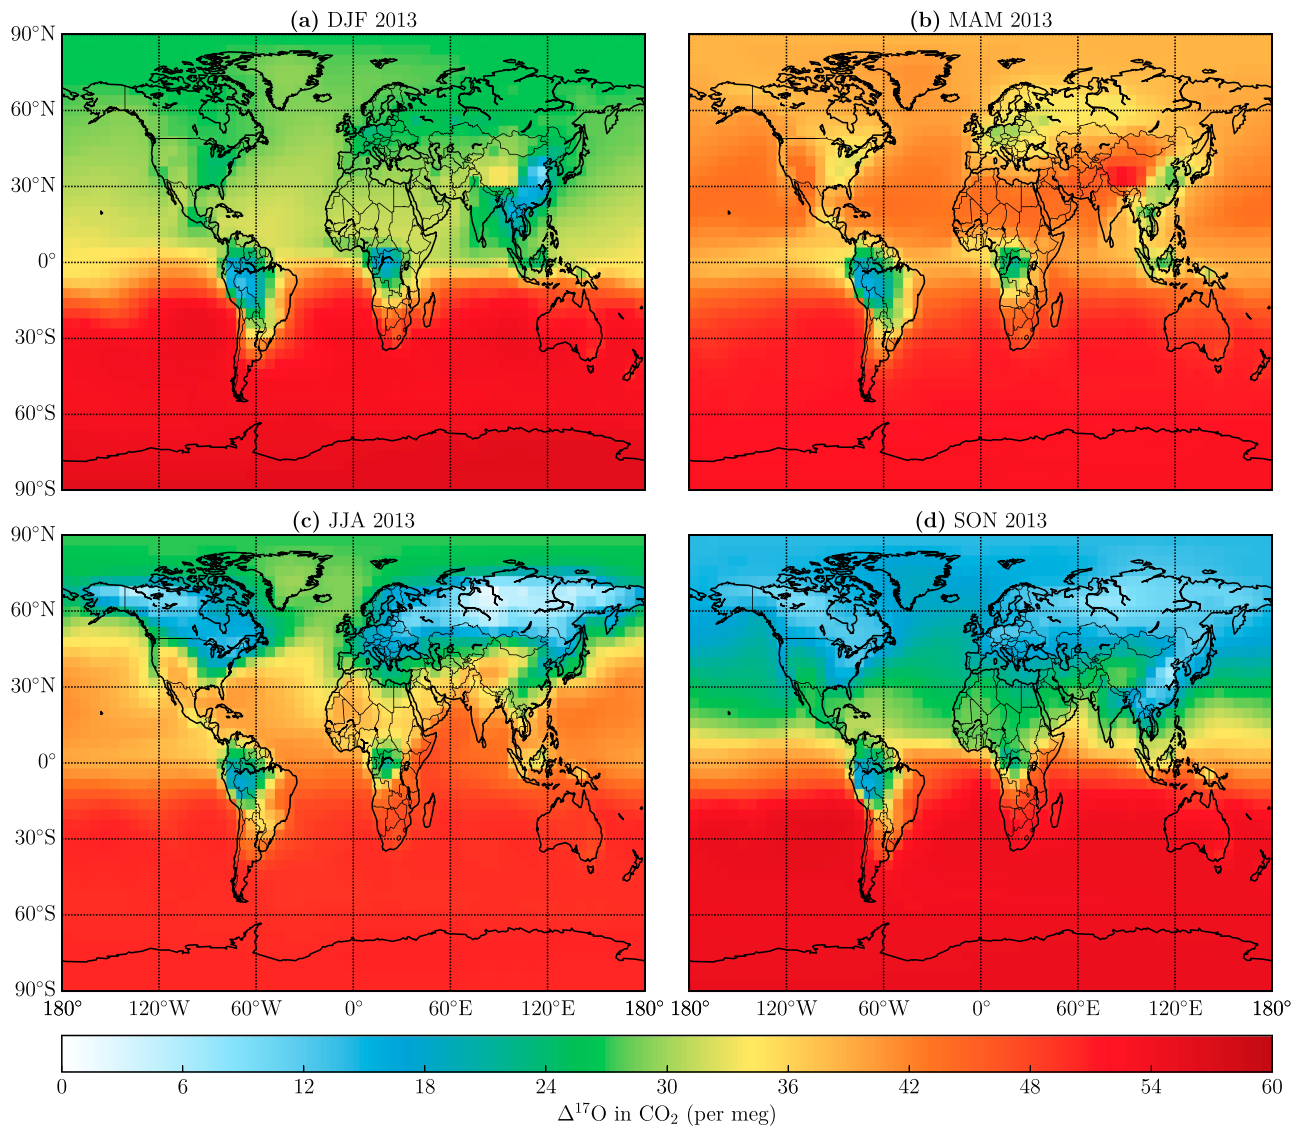 (a) DJF 2013
(b) MAM 2013
90°N
60°N
30°N
0°
30°S
60°S
90°S
(c) JJA 2013
(d) SON 2013
90°N
60°N
30°N
0°
30°S
60°S
90°S
180° 120°W 60°W 0° 60°E 120°E 180°
180° 120°W 60°W 0° 60°E 120°E 180°
0 6 12 18 24 30 36 42 48 54 60
Δ¹⁷O in CO₂ (per meg)